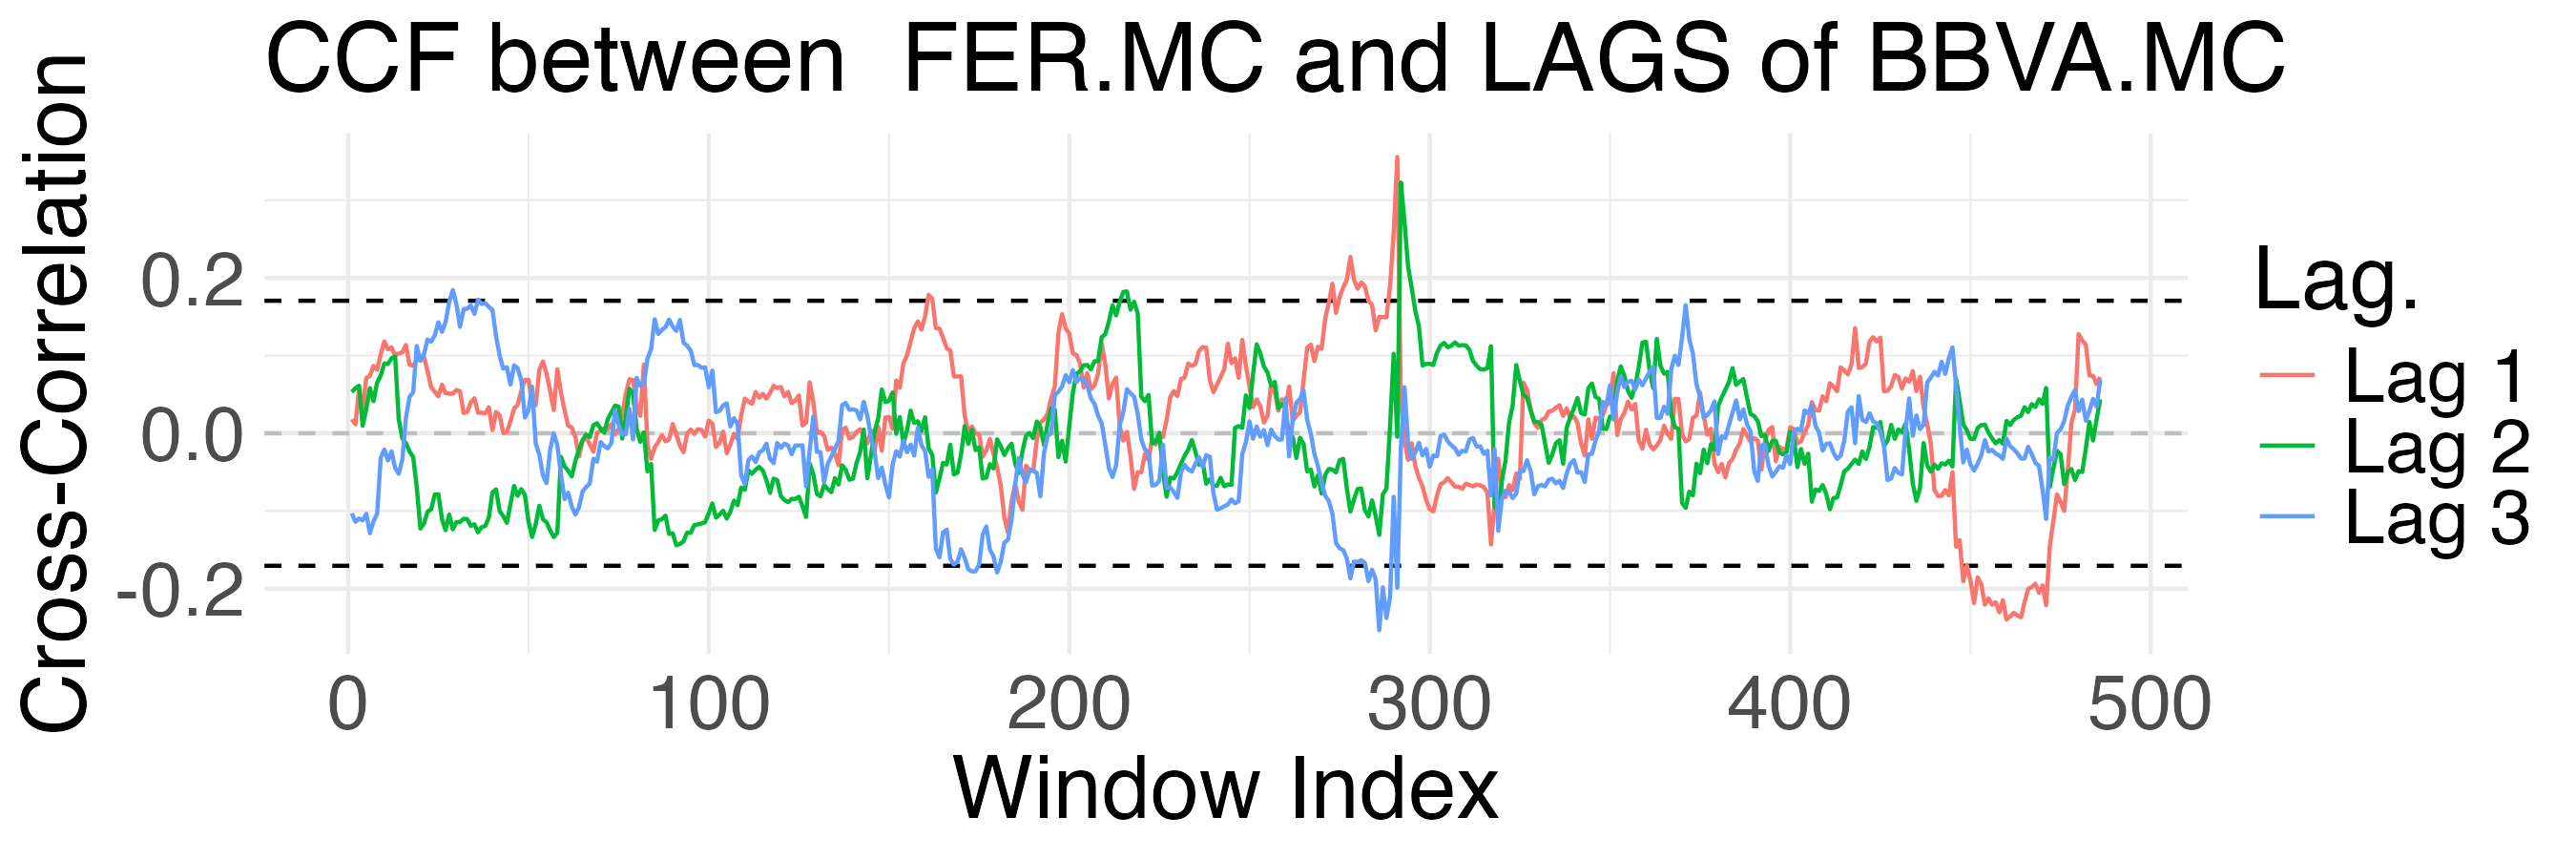 CCF between  FER.MC and LAGS of BBVA.MC
Cross-Correlation
0.2
0.0
-0.2
0 100 200 300 400 500
Window Index
Lag.
Lag 1
Lag 2
Lag 3